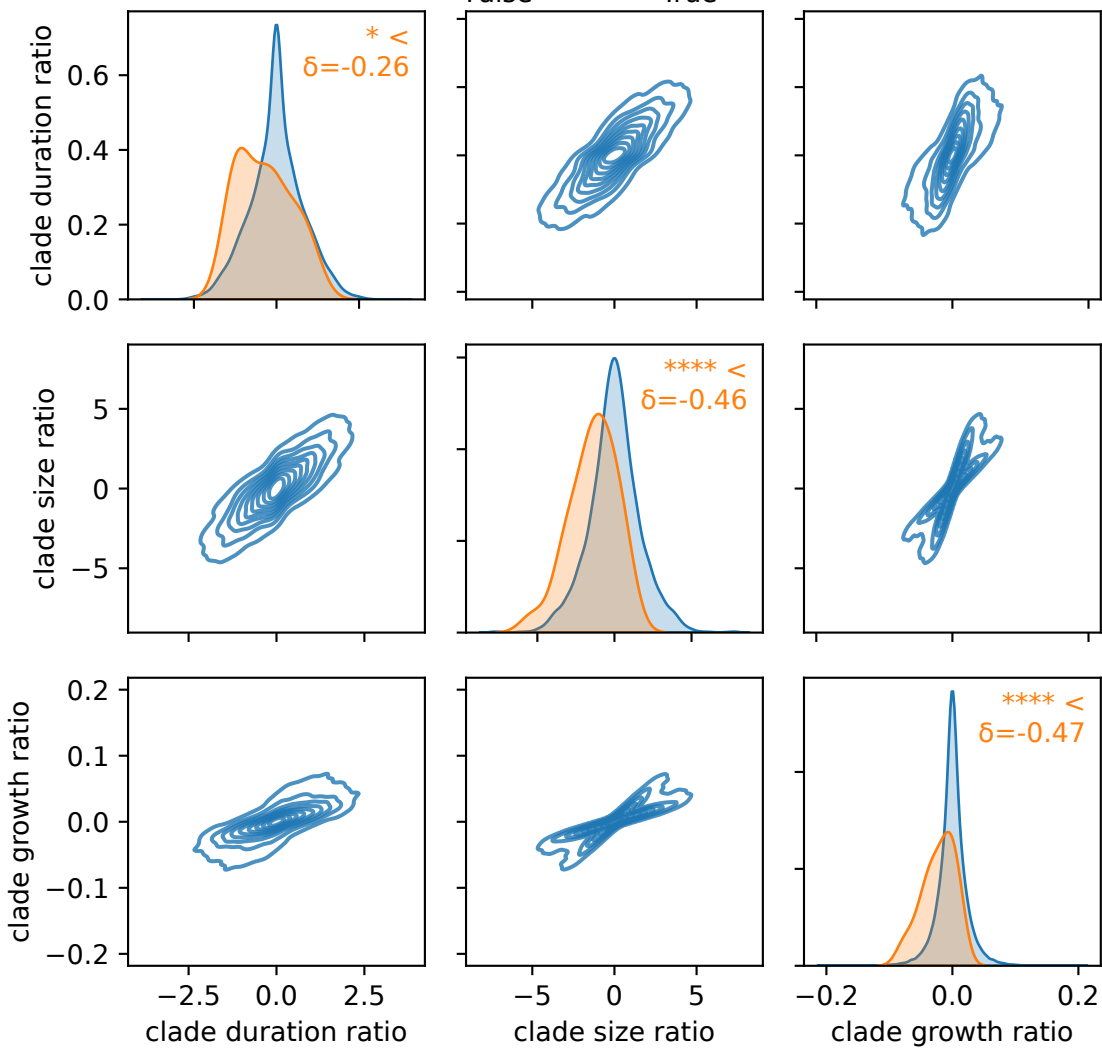 False True
clade duration ratio
0.6
0.4
0.2
0.0
* <
δ=-0.26
clade size ratio
5
0
−5
**** <
δ=-0.46
clade growth ratio
0.2
0.1
0.0
−0.1
−0.2
**** <
δ=-0.47
−2.5 0.0 2.5
−5 0 5
−0.2 0.0 0.2
clade duration ratio
clade size ratio
clade growth ratio